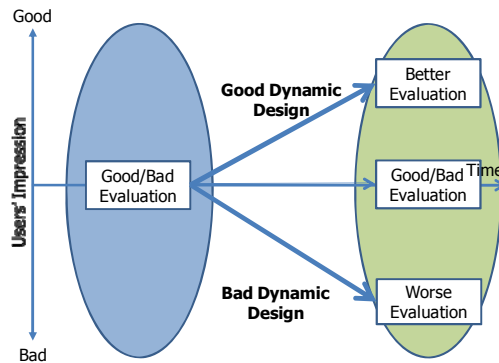 Good
Users' Impression
Bad
Good/Bad
Evaluation
Good Dynamic
Design
Bad Dynamic
Design
Better
Evaluation
Good/Bad
Evaluation
Time
Worse
Evaluation